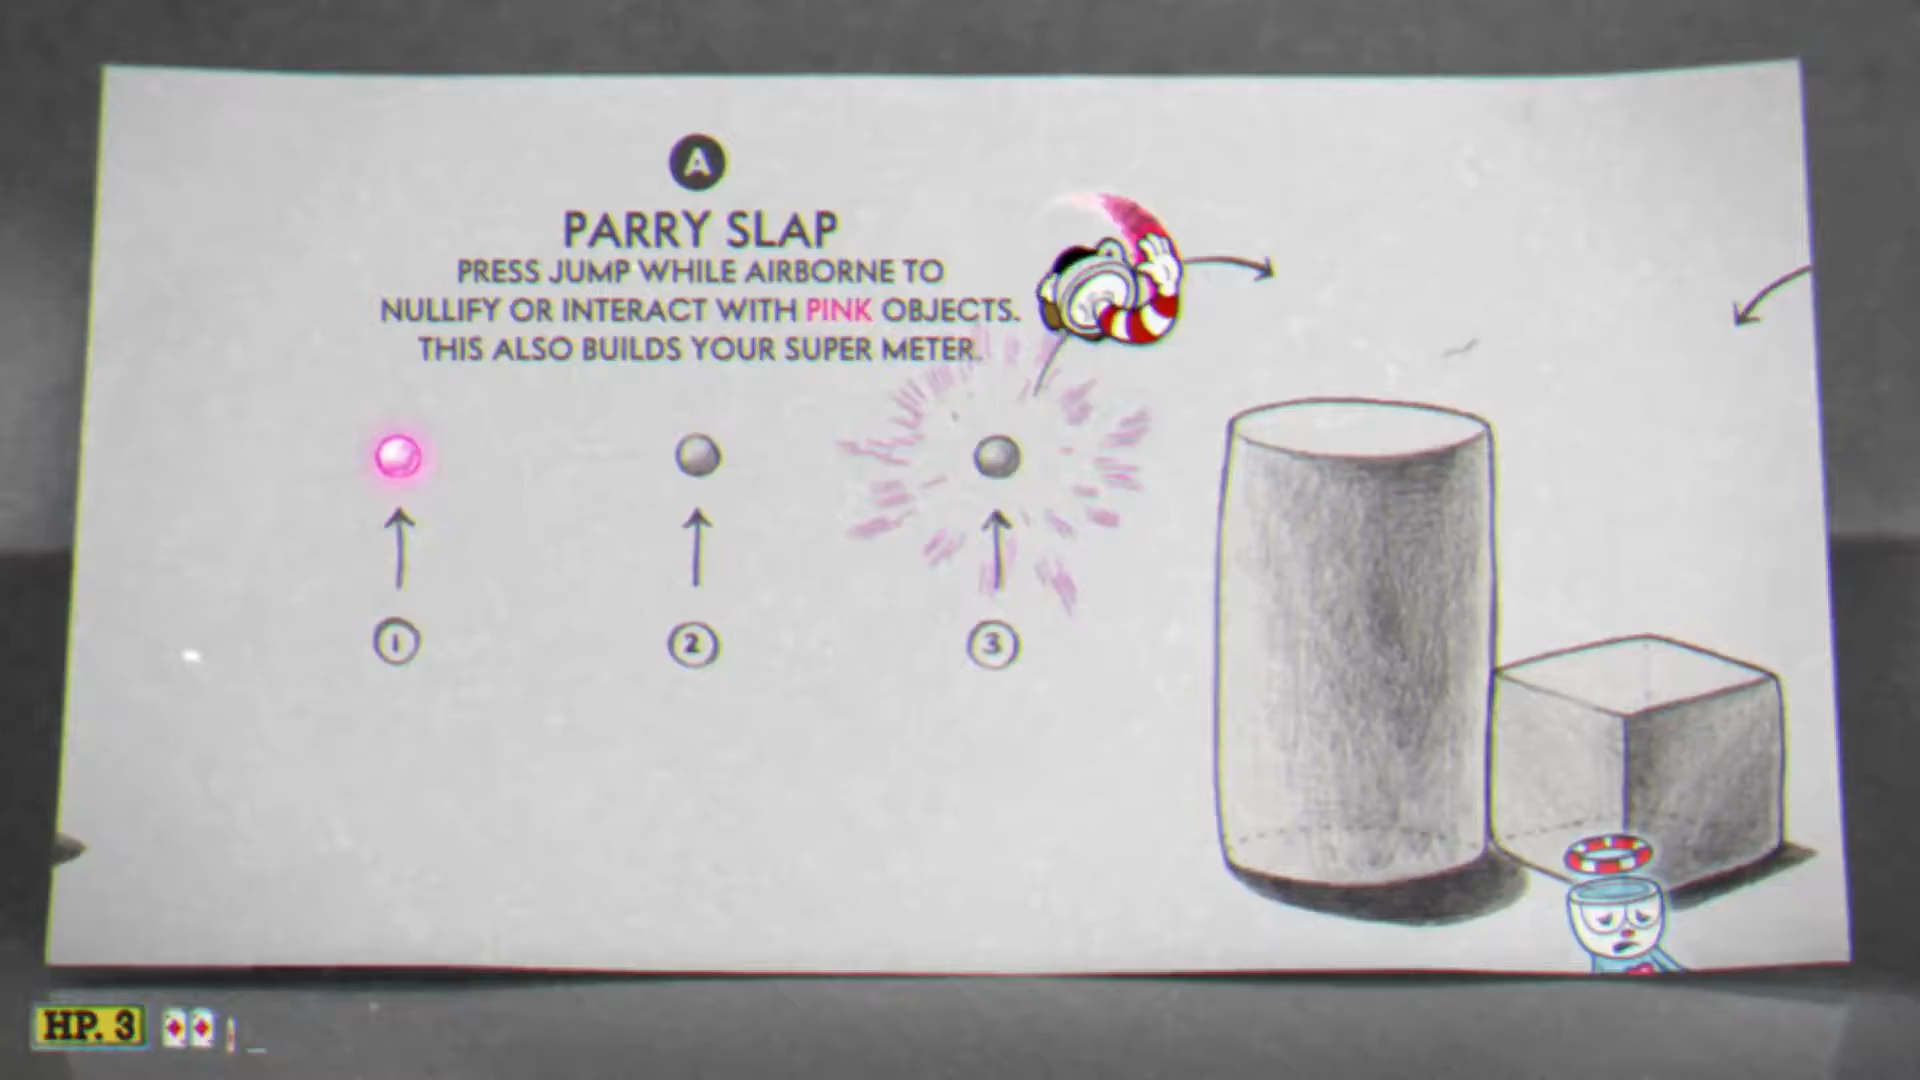 A
PARRY SLAP
PRESS JUMP WHILE AIRBORNE TO
NULLIFY OR INTERACT WITH PINK OBJECTS.
THIS ALSO BUILDS YOUR SUPER METER.
1
2
3
HP. 3